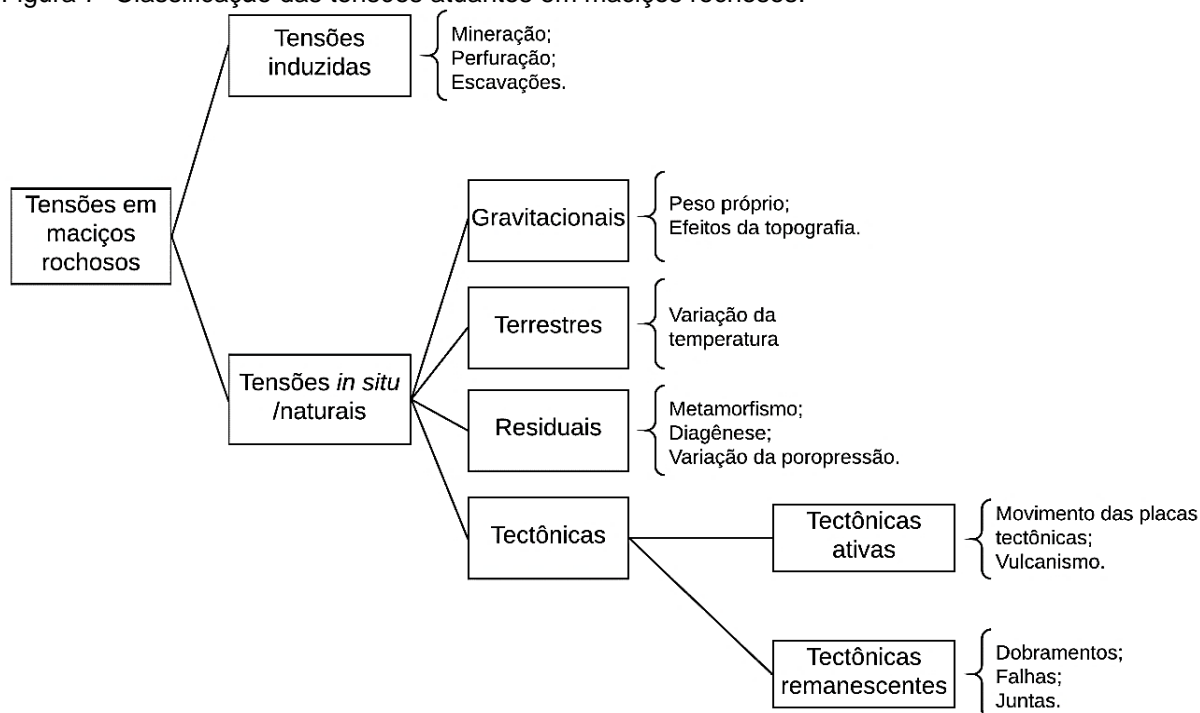 Figura 7 - Classificação das tensões atuantes em maciços rochosos.
Tensões
induzidas
Mineração;
Perfuração;
Escavações.
Tensões em
maciços
rochosos
Gravitacionais
Peso próprio;
Efeitos da topografia.
Terrestres
Variação da
temperatura
Tensões in situ
/naturais
Residuais
Metamorfismo;
Diagênese;
Variação da poropressão.
Tectônicas
Tectônicas
ativas
Movimento das placas
tectônicas;
Vulcanismo.
Tectônicas
remanescentes
Dobramentos;
Falhas;
Juntas.